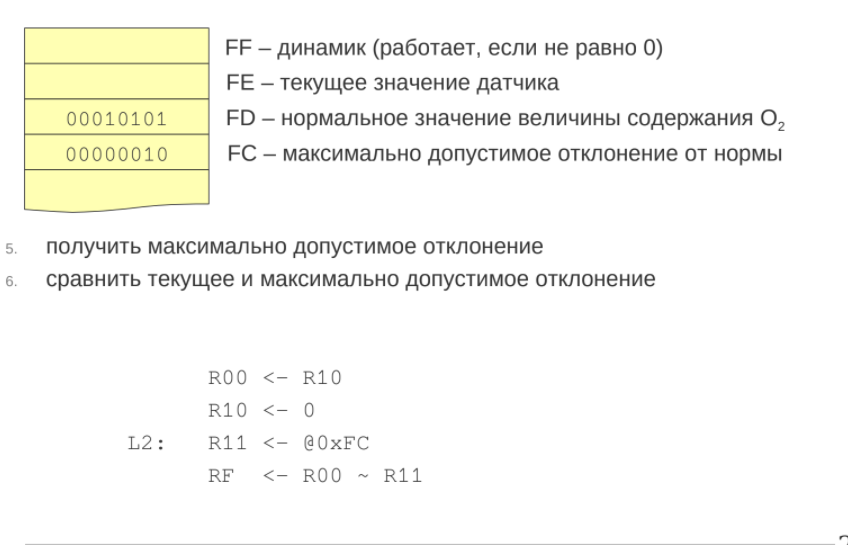 FF – динамик (работает, если не равно 0)
FE – текущее значение датчика
00010101 FD – нормальное значение величины содержания O2
00000010 FC – максимально допустимое отклонение от нормы
5. получить максимально допустимое отклонение
6. сравнить текущее и максимально допустимое отклонение
R00 <- R10
R10 <- 0
L2: R11 <- @0xFC
RF <- R00 ~ R11